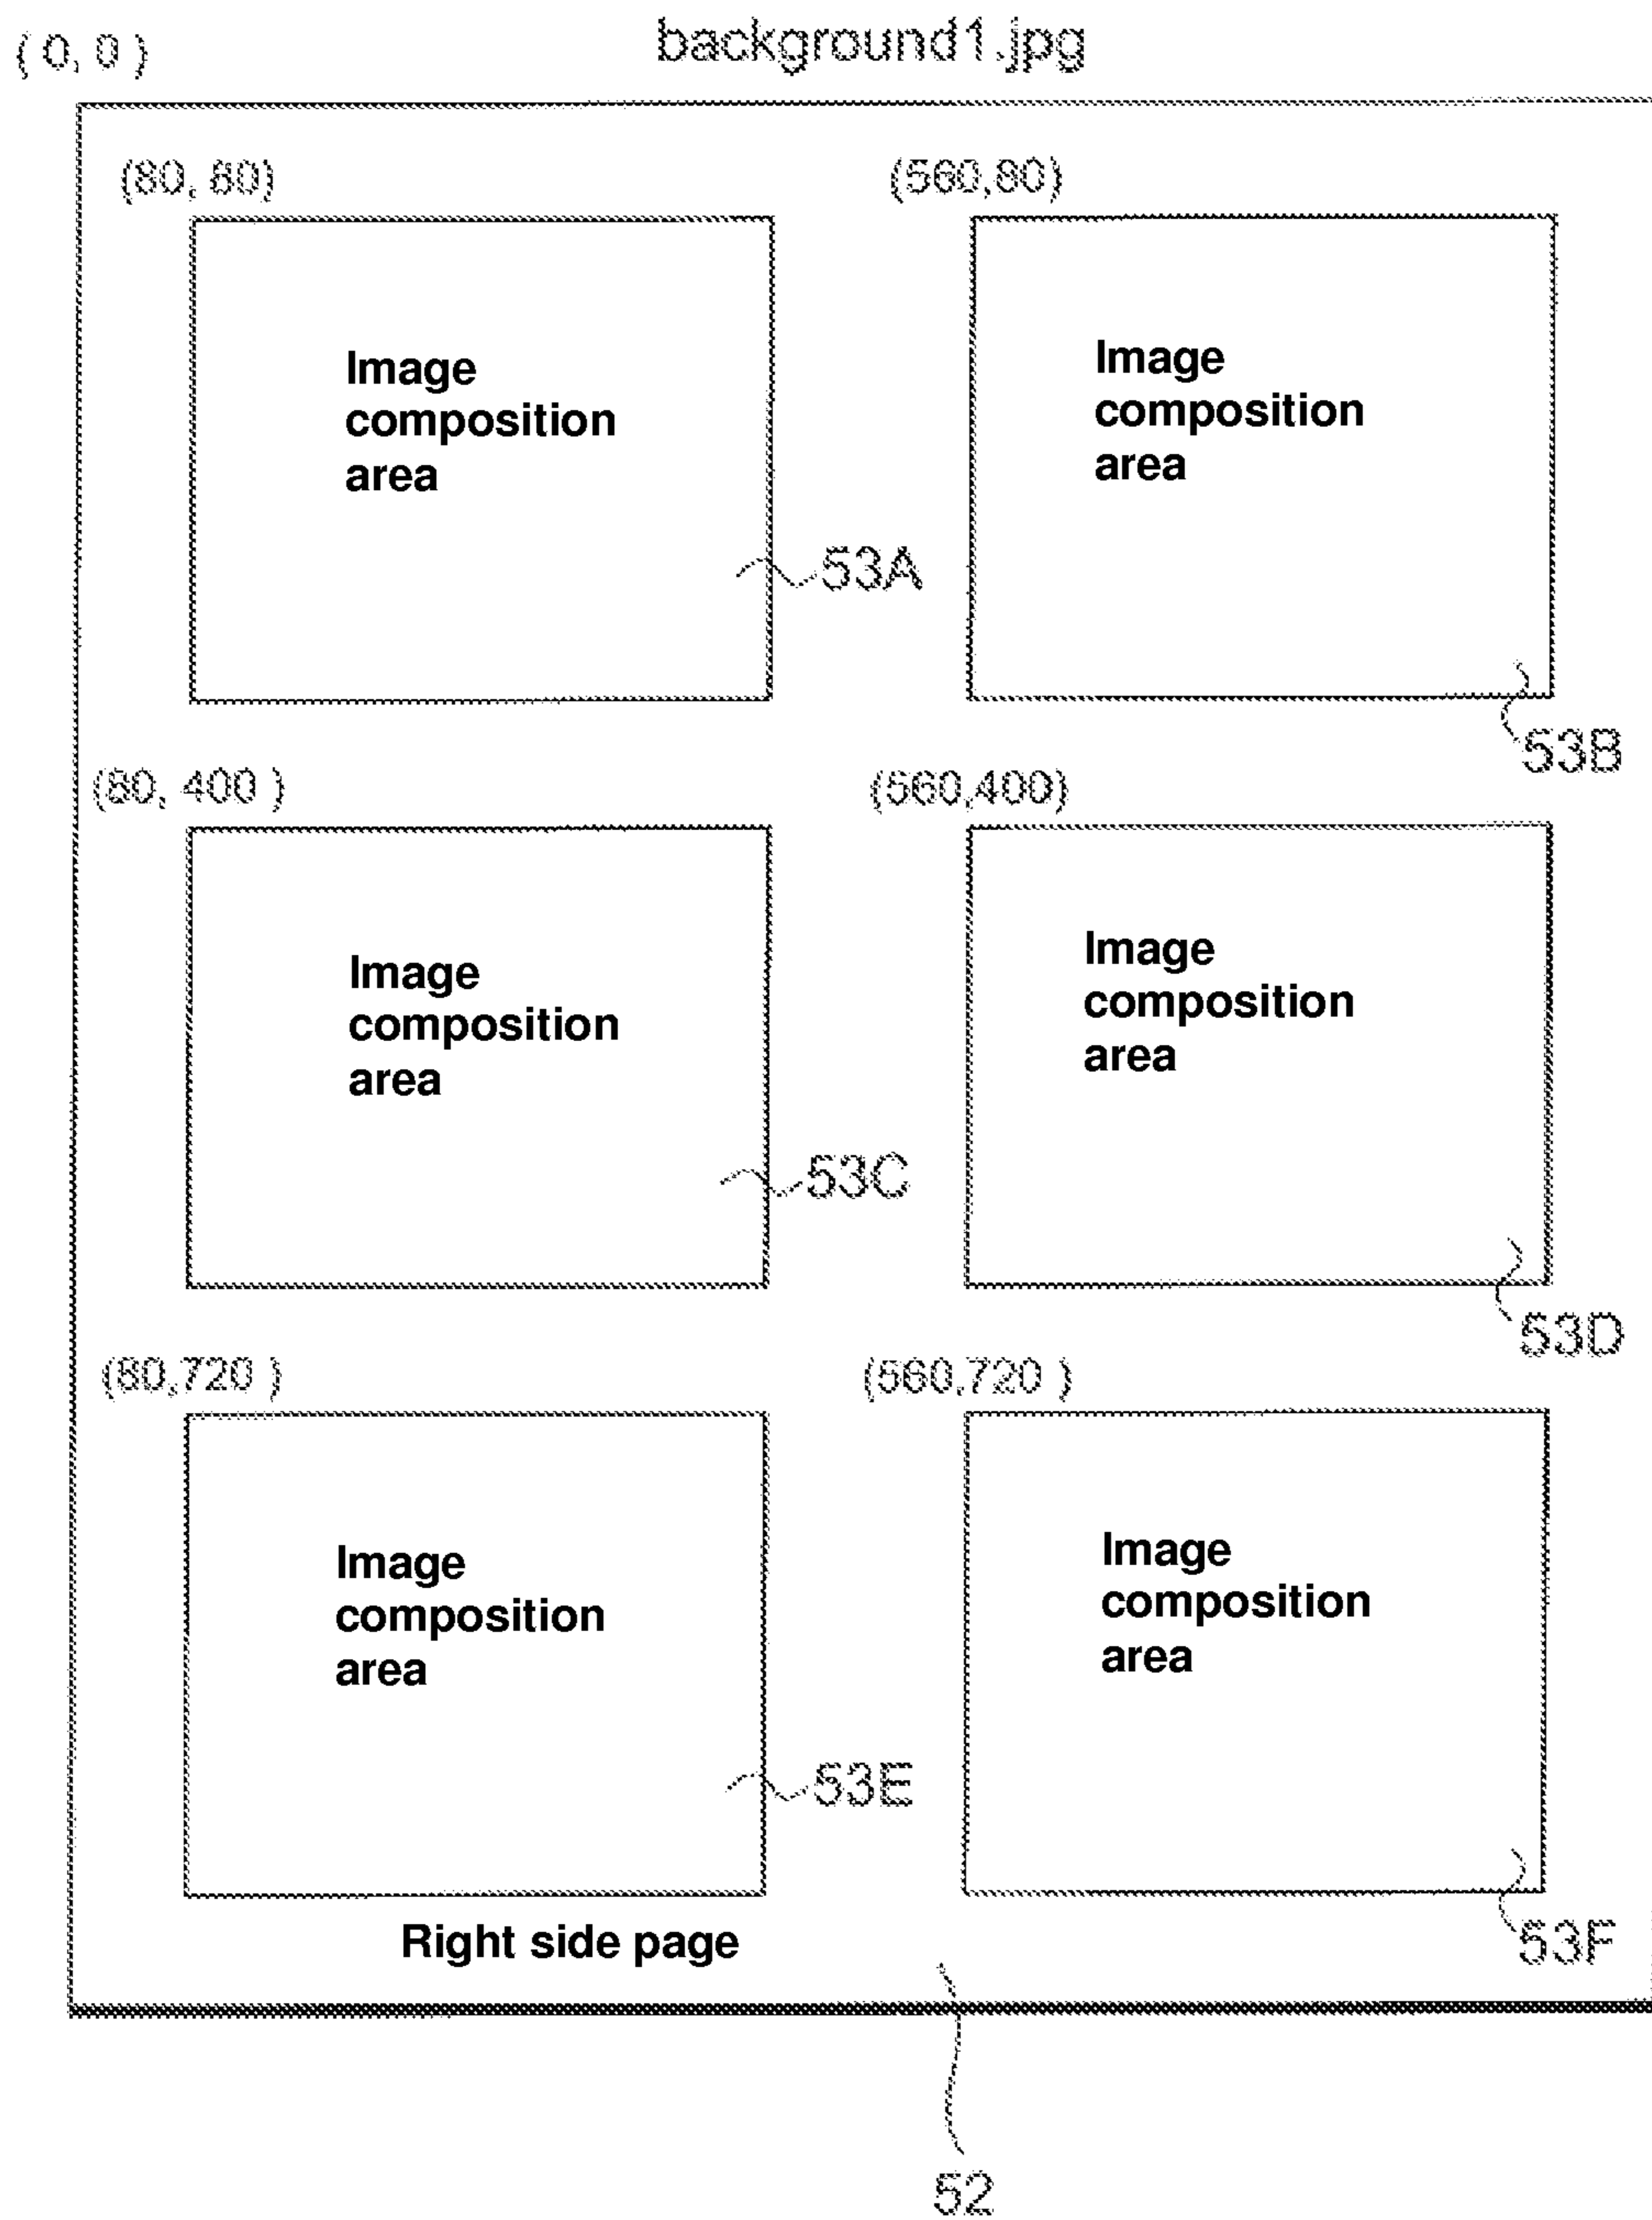 ( 0, 0 )
background1.jpg
(80, 80)
(560,80)
Image
composition
area
Image
composition
area
53A
53B
(80, 400 )
(560,400)
Image
composition
area
Image
composition
area
53C
53D
(80,720 )
(560,720 )
Image
composition
area
Image
composition
area
53E
53F
Right side page
52